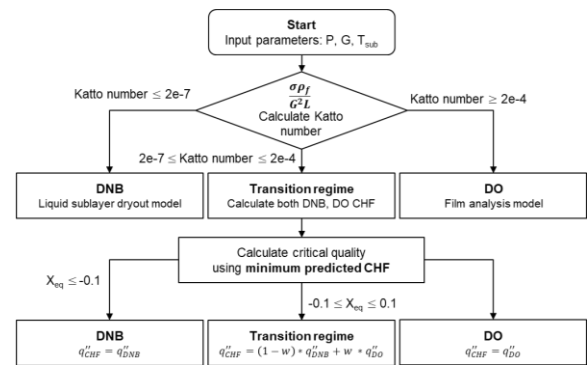 Start
Input parameters: P, G, T_sub
Katto number ≤ 2e-7
σρ_f
G²L
Calculate Katto
number
Katto number ≥ 2e-4
2e-7 ≤ Katto number ≤ 2e-4
DNB
Liquid sublayer dryout model
Transition regime
Calculate both DNB, DO CHF
DO
Film analysis model
Calculate critical quality
using minimum predicted CHF
X_eq ≤ -0.1
-0.1 ≤ X_eq ≤ 0.1
DNB
q''_CHF = q''_DNB
Transition regime
q''_CHF = (1 − w) * q''_DNB + w * q''_DO
DO
q''_CHF = q''_DO